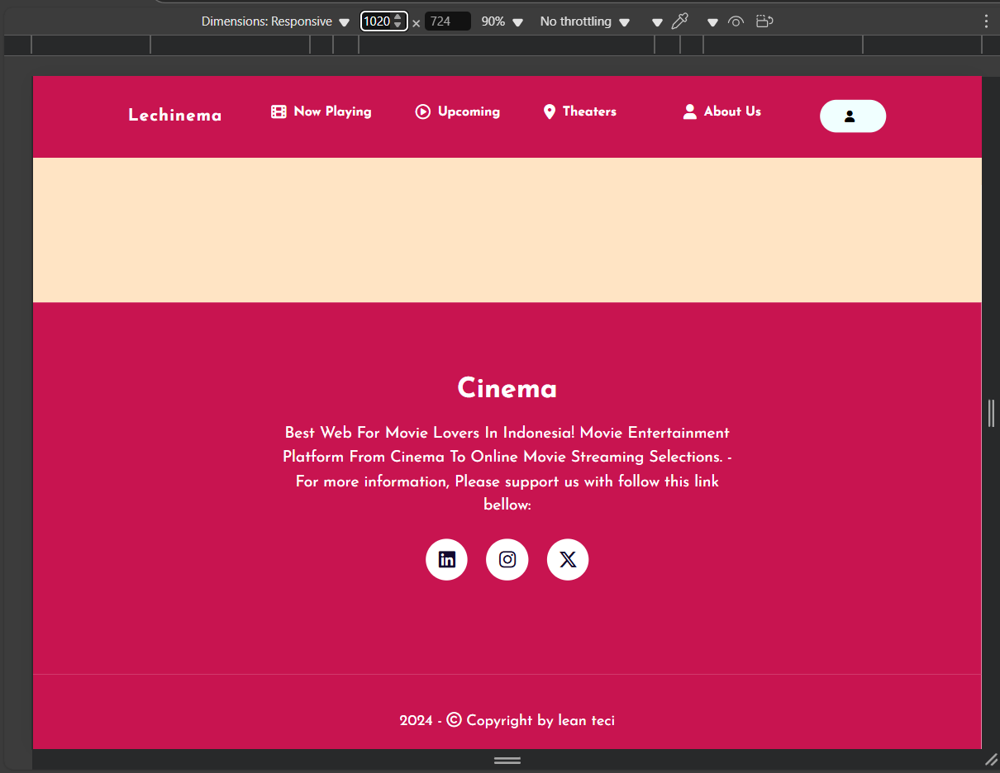 Dimensions: Responsive 1020 × 724 90% No throttling
Lechinema Now Playing Upcoming Theaters About Us
Cinema
Best Web For Movie Lovers In Indonesia! Movie Entertainment
Platform From Cinema To Online Movie Streaming Selections. -
For more information, Please support us with follow this link
bellow:
2024 - © Copyright by lean teci